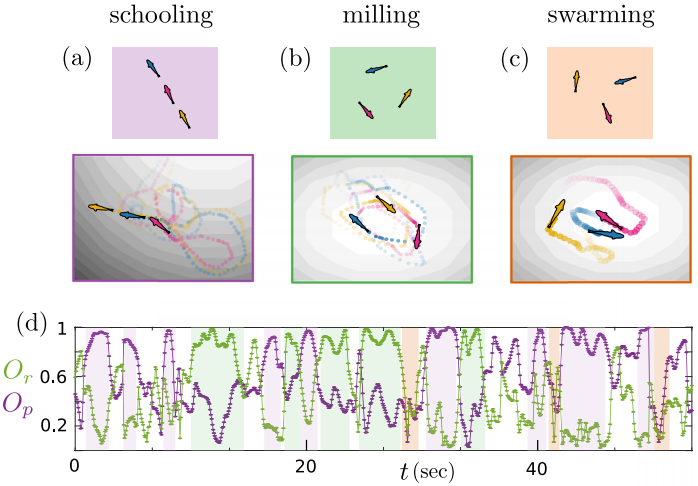 schooling milling swarming
(a) (b) (c)
(d)
1
O_r 0.6
O_p
0.2
0 20 40
t (sec)